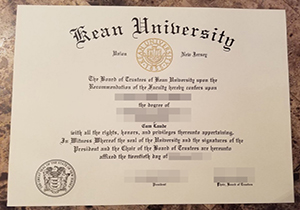 Kean University
Union New Jersey
The Board of Trustees of Kean University upon the
Recommendation of the Faculty hereby confers upon
the degree of
Cum Laude
with all the rights, honors, and privileges thereunto appertaining.
In Witness Whereof the seal of the University and the signatures of the
President and the Chair of the Board of Trustees are hereunto
affixed the twentieth day of
President
Chair, Board of Trustees